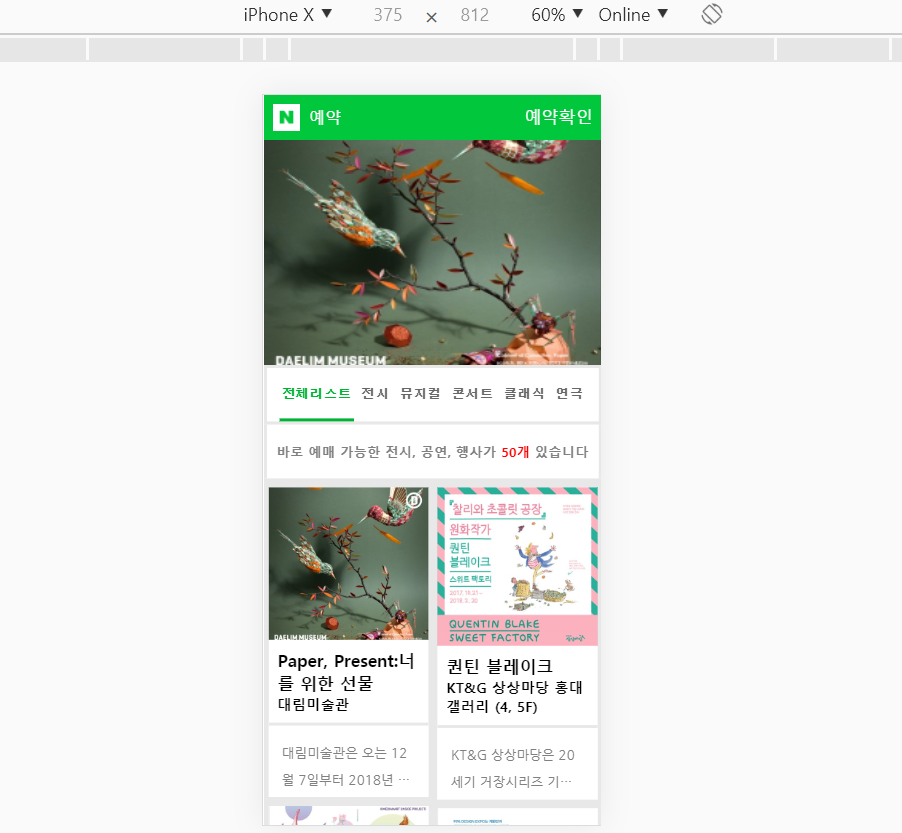 iPhone X ▼ 375 × 812 60% ▼ Online ▼
N 예약 예약확인
DAELIM MUSEUM
전체리스트 전시 뮤지컬 콘서트 클래식 연극
바로 예매 가능한 전시, 공연, 행사가 50개 있습니다
DAELIM MUSEUM
Paper, Present:너
를 위한 선물
대림미술관
대림미술관은 오는 12
월 7일부터 2018년 ...
『찰리와 초콜릿 공장』
원화작가
퀀틴
블레이크
스위트 팩토리
2017. 10.21 -
2018. 2. 20
QUENTIN BLAKE
SWEET FACTORY
퀀틴 블레이크
KT&G 상상마당 홍대
갤러리 (4, 5F)
KT&G 상상마당은 20
세기 거장시리즈 기...